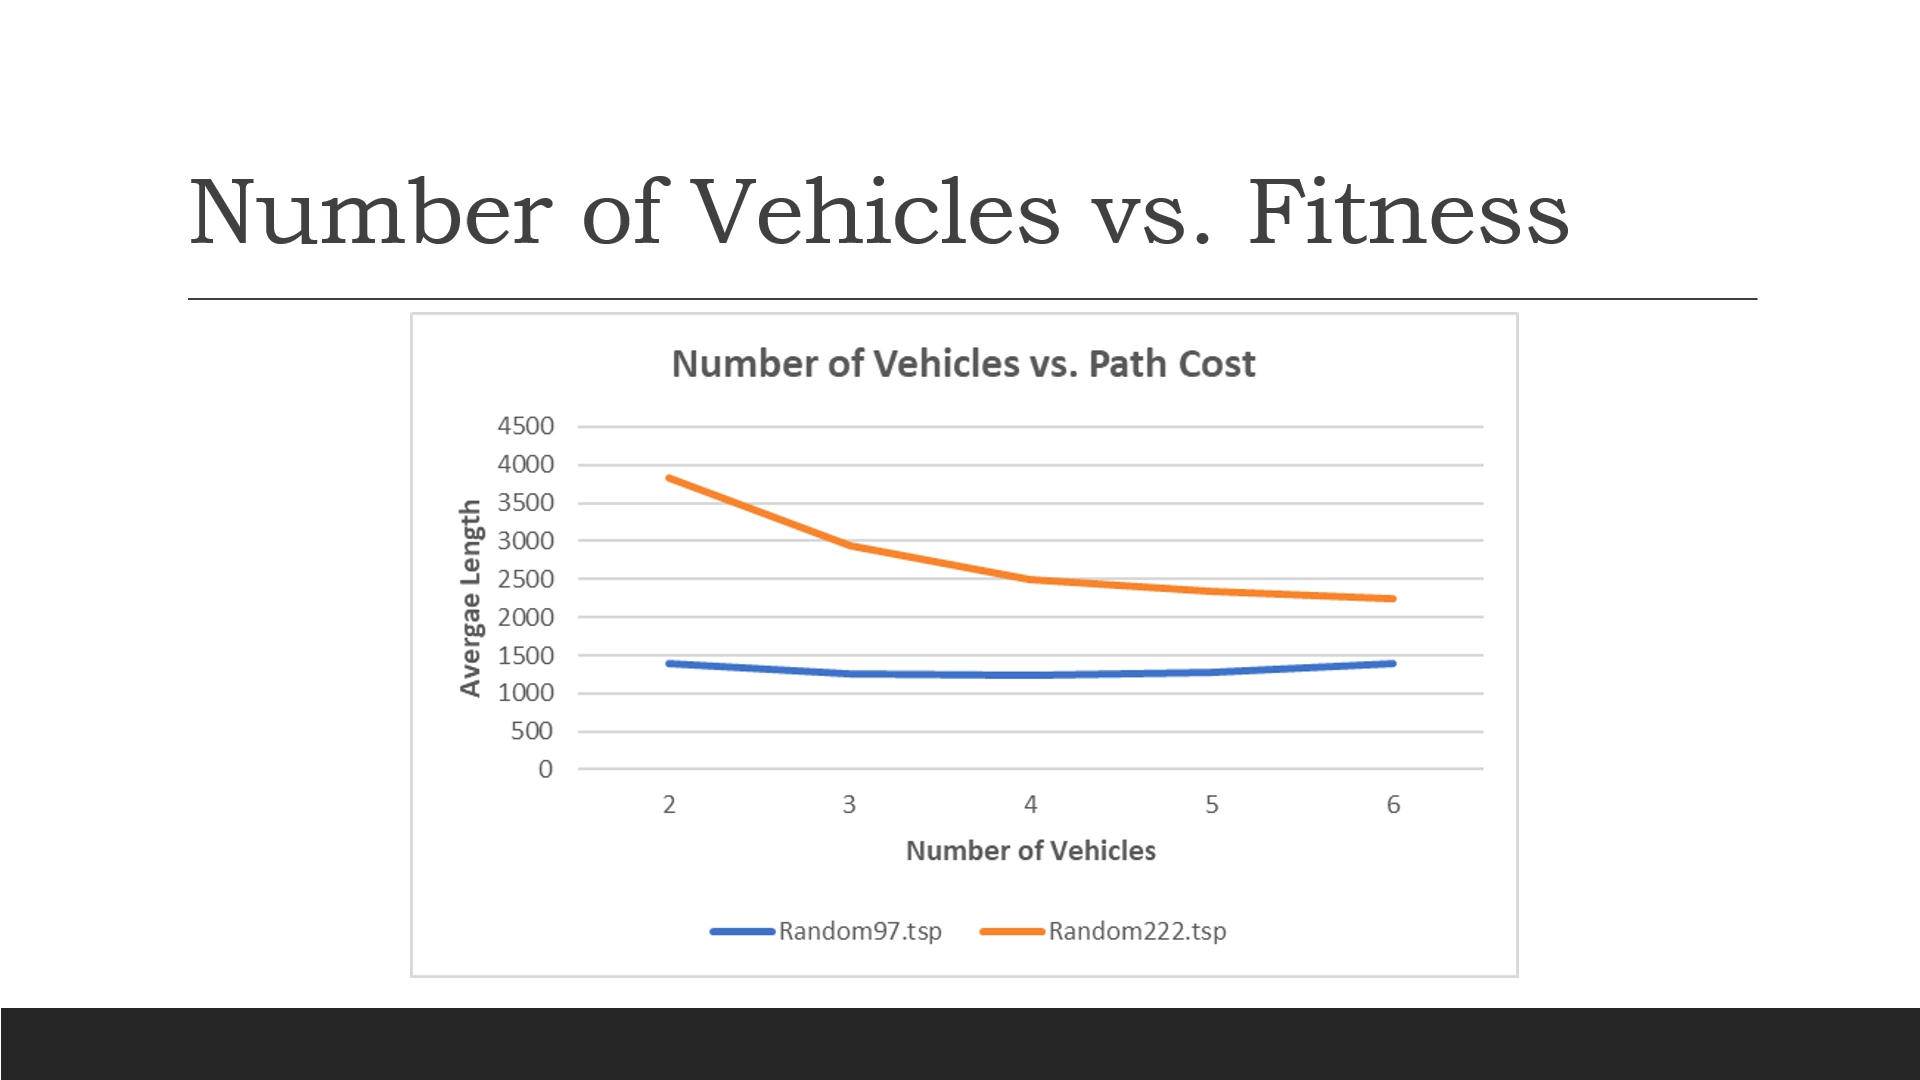 Number of Vehicles vs. Fitness
Number of Vehicles vs. Path Cost
4500
4000
3500
3000
2500
2000
1500
1000
500
0
Avergae Length
2 3 4 5 6
Number of Vehicles
Random97.tsp Random222.tsp